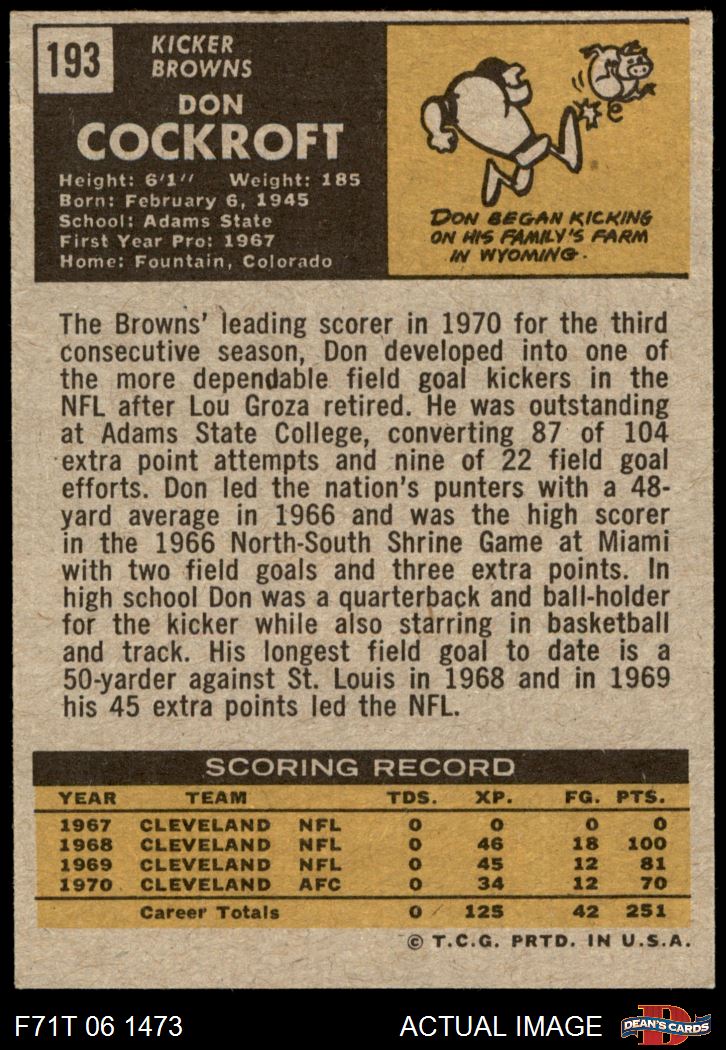 193
KICKER
BROWNS
DON
COCKROFT
Height: 6'1'' Weight: 185
Born: February 6, 1945
School: Adams State
First Year Pro: 1967
Home: Fountain, Colorado
DON BEGAN KICKING
ON HIS FAMILY'S FARM
IN WYOMING.
The Browns' leading scorer in 1970 for the third
consecutive season, Don developed into one of
the more dependable field goal kickers in the
NFL after Lou Groza retired. He was outstanding
at Adams State College, converting 87 of 104
extra point attempts and nine of 22 field goal
efforts. Don led the nation's punters with a 48-
yard average in 1966 and was the high scorer
in the 1966 North-South Shrine Game at Miami
with two field goals and three extra points. In
high school Don was a quarterback and ball-holder
for the kicker while also starring in basketball
and track. His longest field goal to date is a
50-yarder against St. Louis in 1968 and in 1969
his 45 extra points led the NFL.
SCORING RECORD
YEAR TEAM TDS. XP. FG. PTS.
1967 CLEVELAND NFL 0 0 0 0
1968 CLEVELAND NFL 0 46 18 100
1969 CLEVELAND NFL 0 45 12 81
1970 CLEVELAND AFC 0 34 12 70
Career Totals 0 125 42 251
© T.C.G. PRTD. IN U.S.A.
F71T 06 1473 ACTUAL IMAGE D DEAN'S CARDS